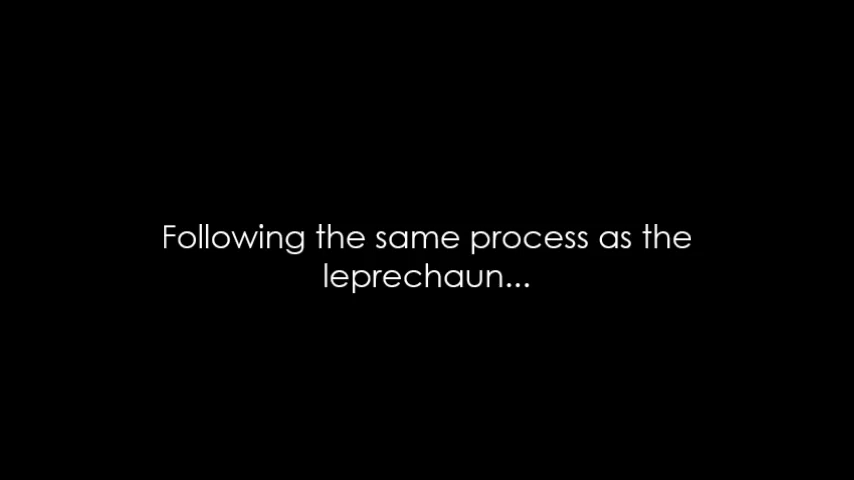 Following the same process as the
leprechaun...